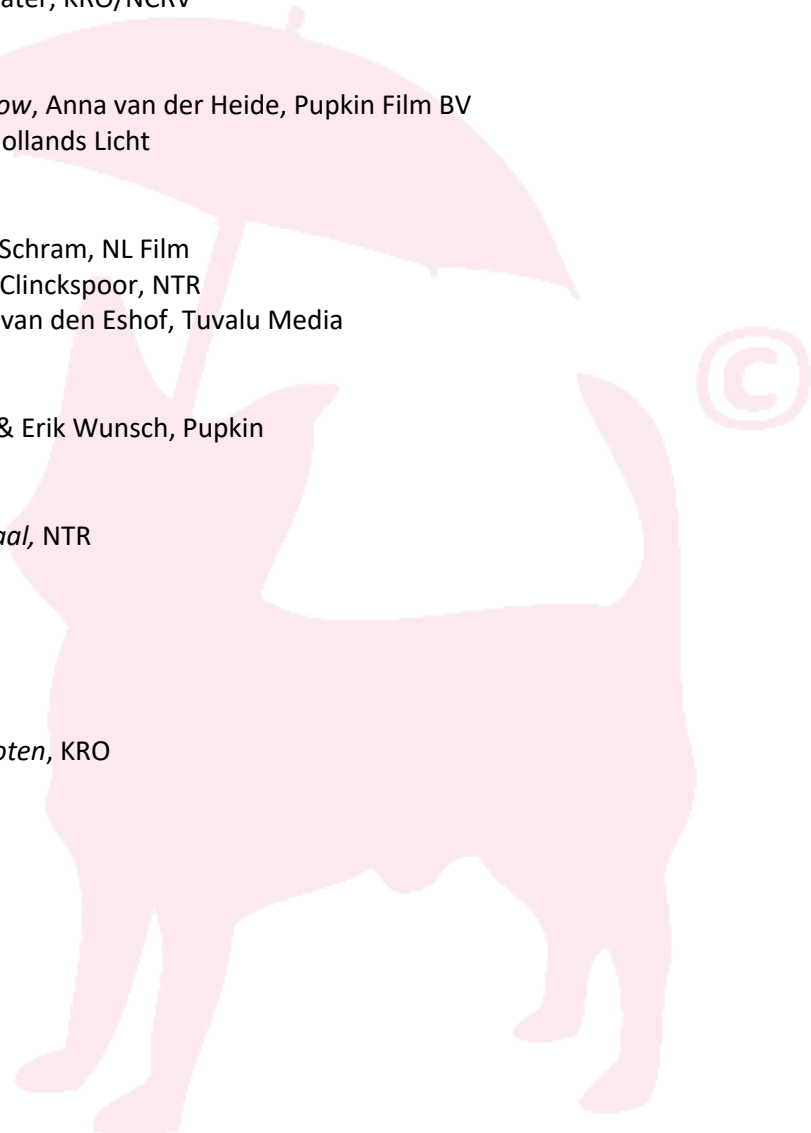 ater, KRO/NCRV
ow, Anna van der Heide, Pupkin Film BV
ollands Licht
Schram, NL Film
Clinckspoor, NTR
van den Eshof, Tuvalu Media
©
& Erik Wunsch, Pupkin
aal, NTR
oten, KRO